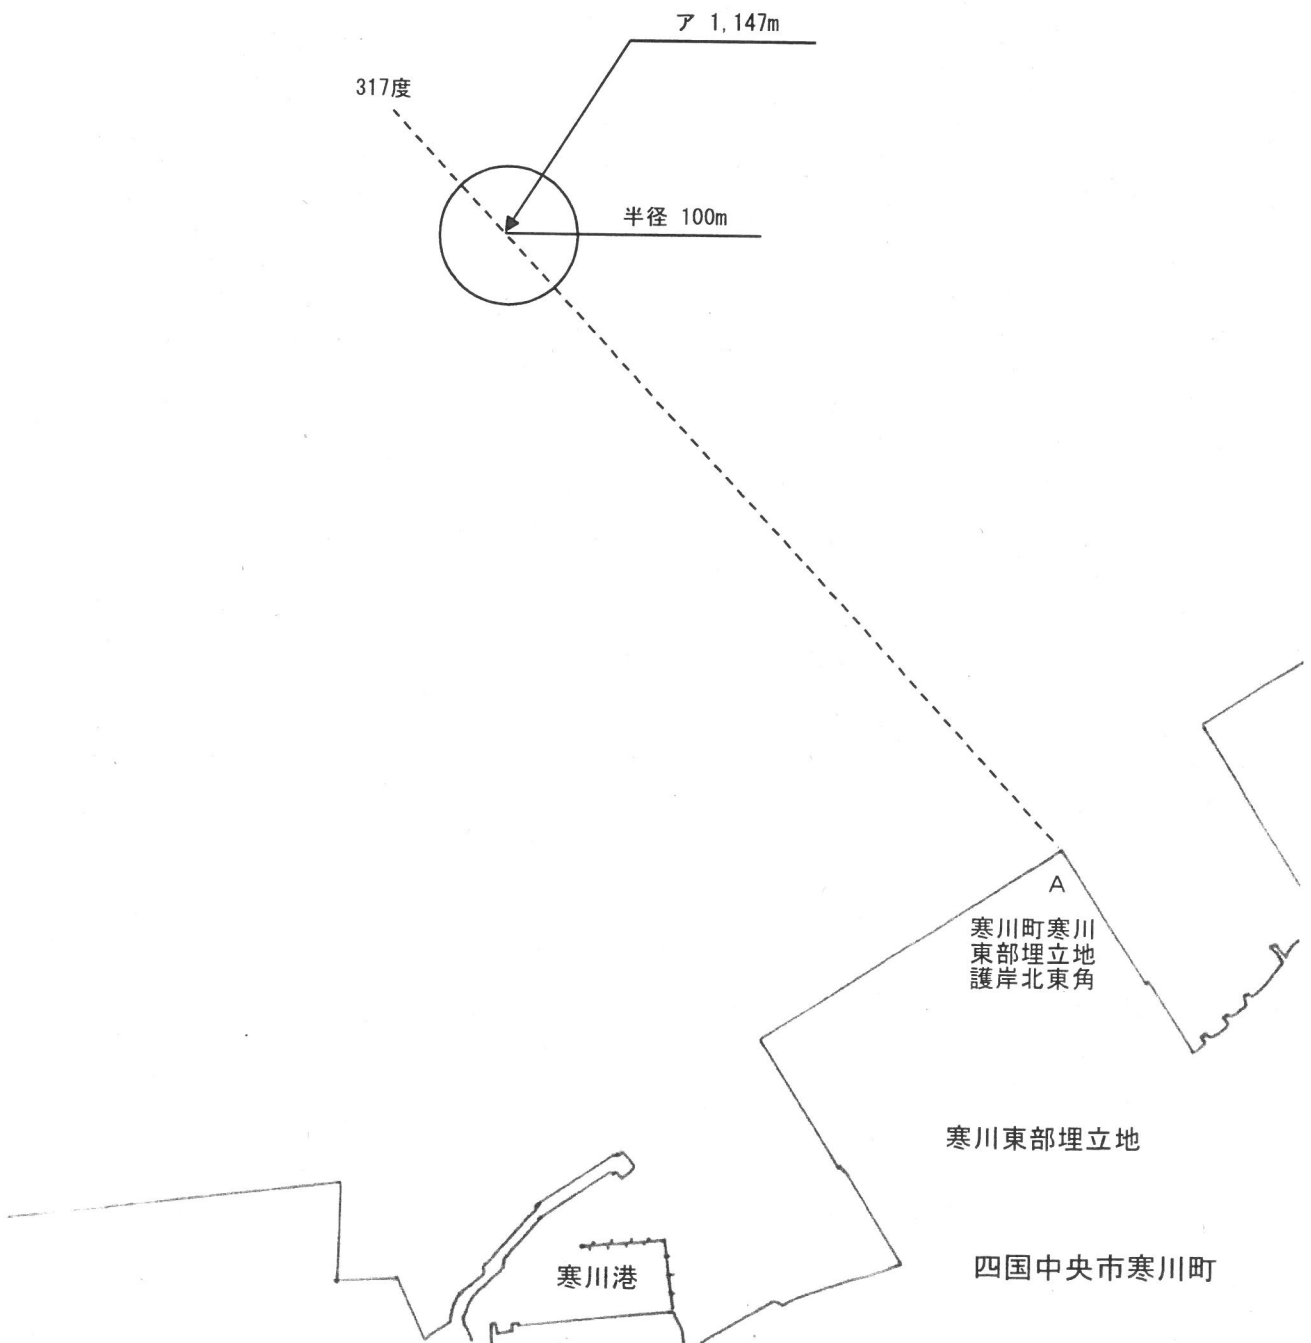 ア 1,147m
317度
半径 100m
A
寒川町寒川
東部埋立地
護岸北東角
寒川東部埋立地
四国中央市寒川町
寒川港